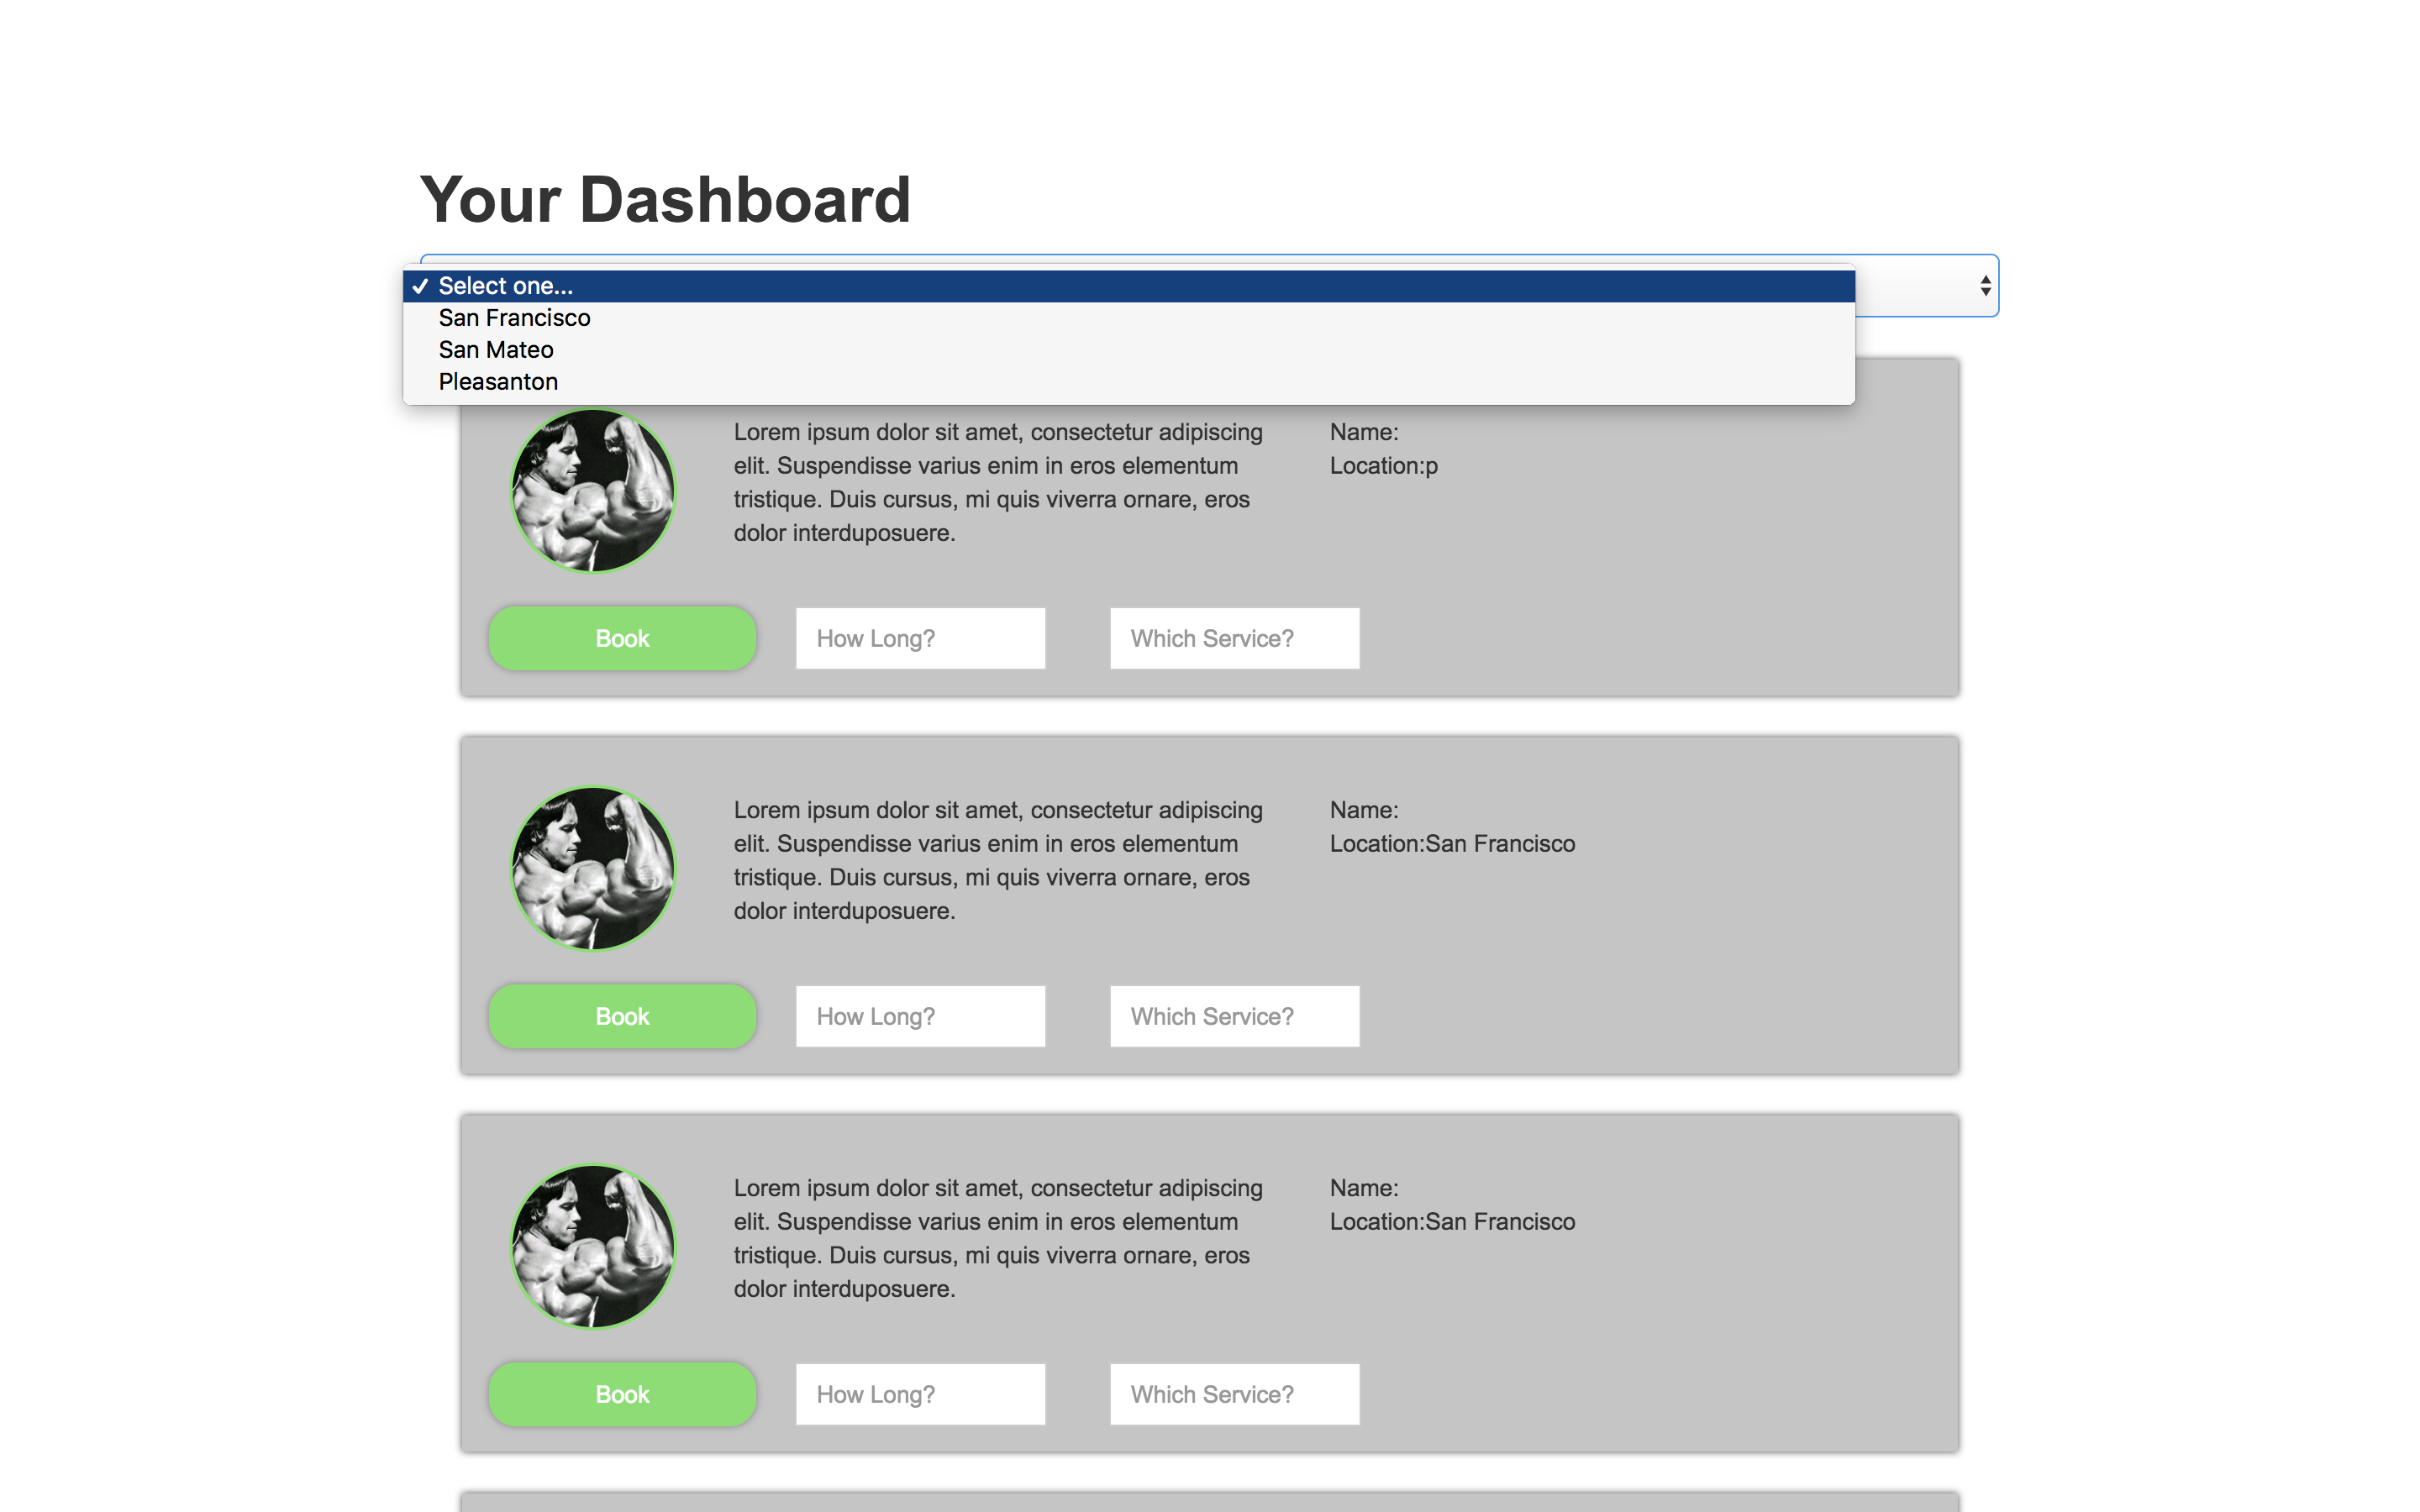 Your Dashboard
✓ Select one...
San Francisco
San Mateo
Pleasanton
Lorem ipsum dolor sit amet, consectetur adipiscing
elit. Suspendisse varius enim in eros elementum
tristique. Duis cursus, mi quis viverra ornare, eros
dolor interduposuere.
Name:
Location:p
Book
How Long?
Which Service?
Lorem ipsum dolor sit amet, consectetur adipiscing
elit. Suspendisse varius enim in eros elementum
tristique. Duis cursus, mi quis viverra ornare, eros
dolor interduposuere.
Name:
Location:San Francisco
Book
How Long?
Which Service?
Lorem ipsum dolor sit amet, consectetur adipiscing
elit. Suspendisse varius enim in eros elementum
tristique. Duis cursus, mi quis viverra ornare, eros
dolor interduposuere.
Name:
Location:San Francisco
Book
How Long?
Which Service?